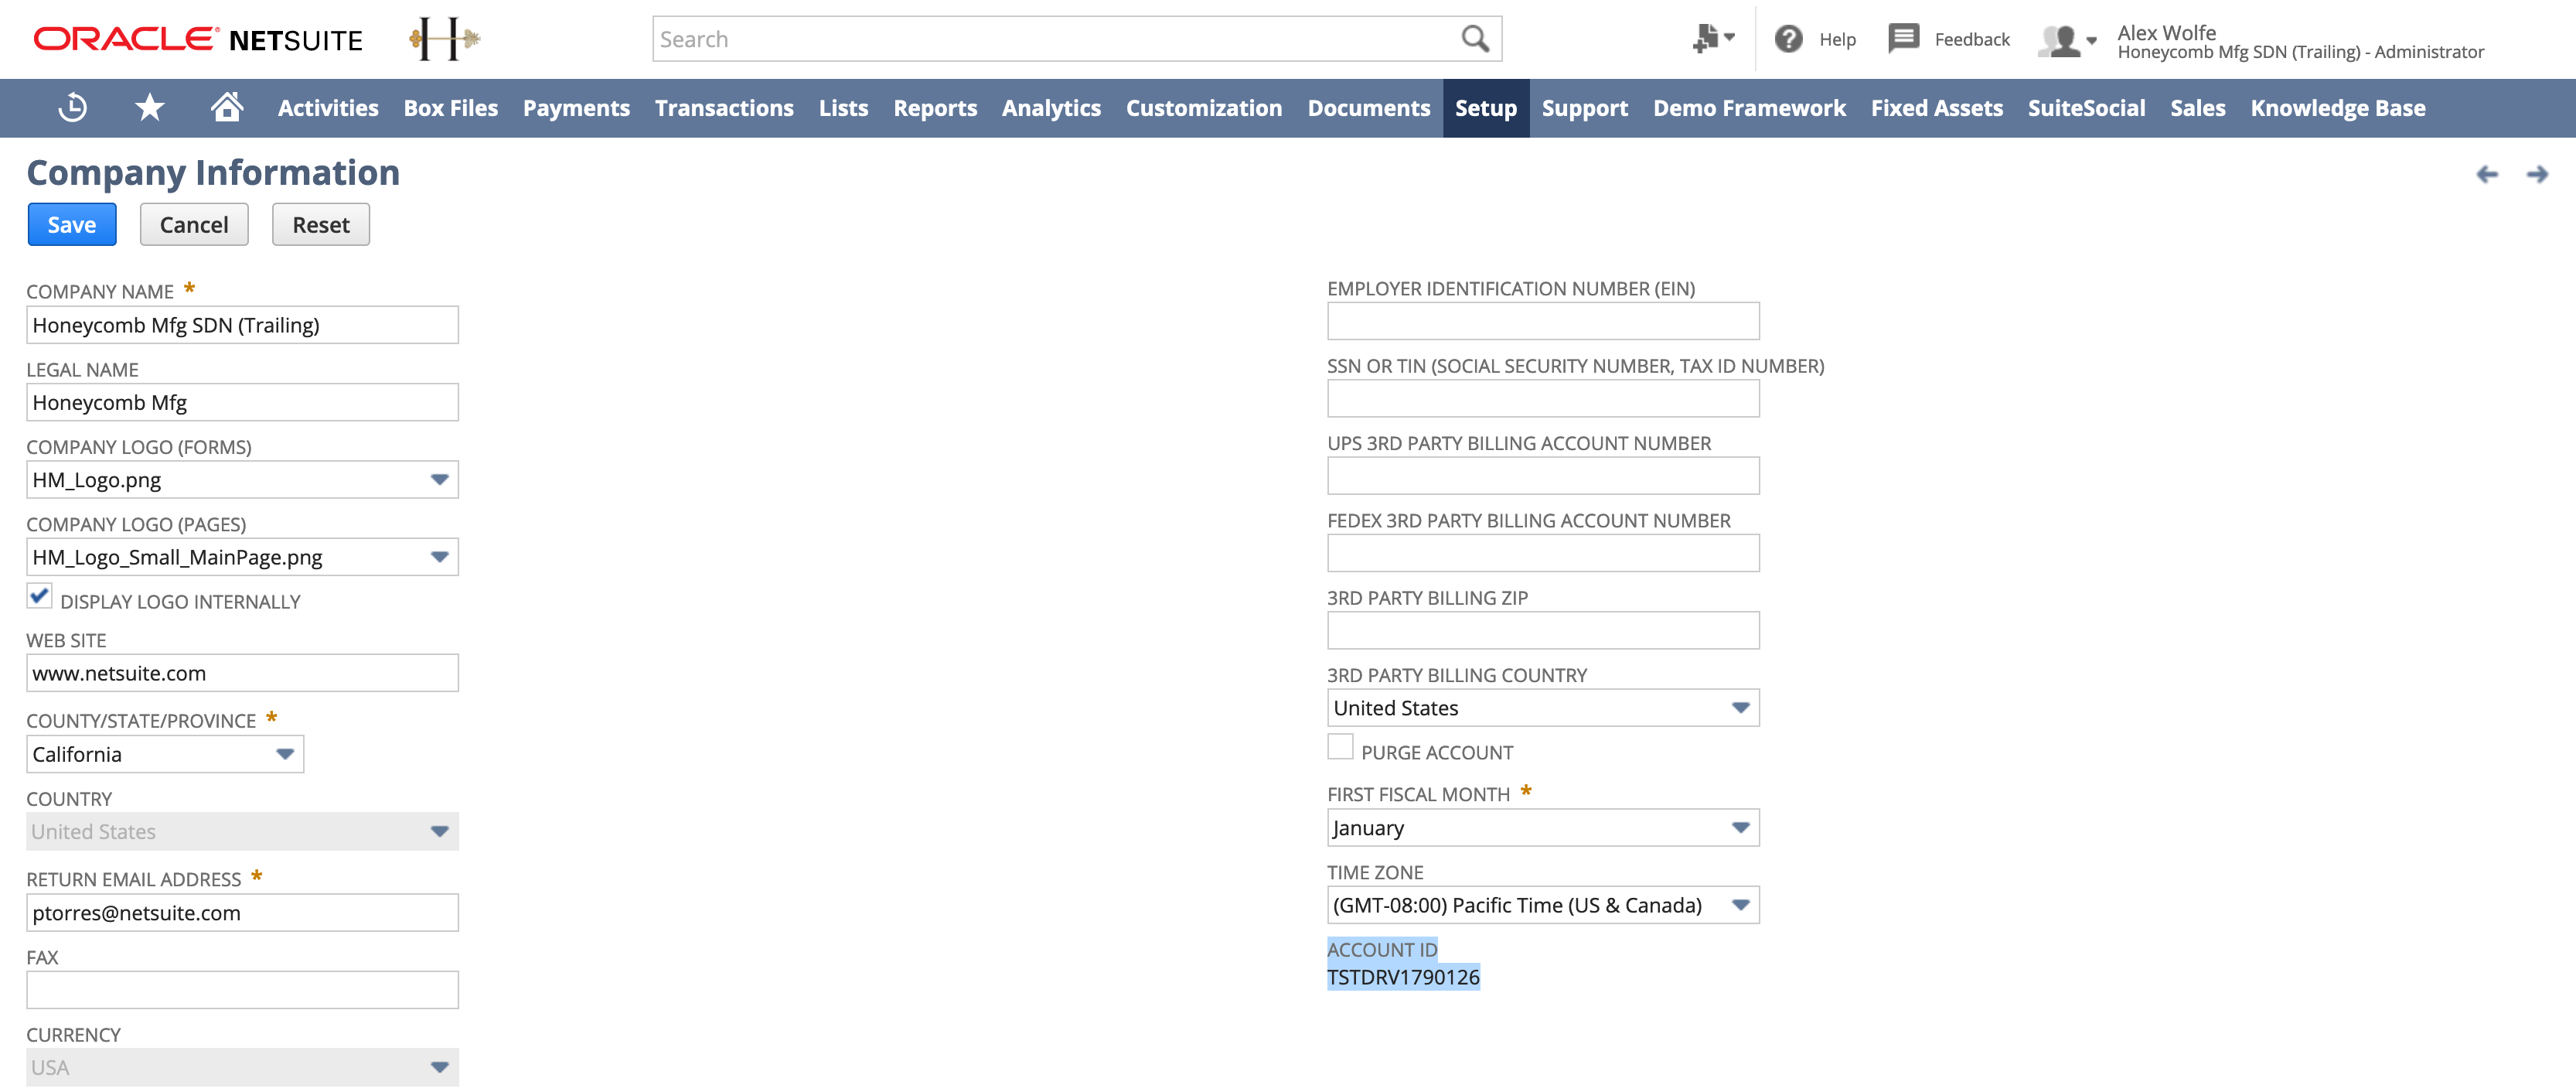 ORACLE NETSUITE
H
Search
Help
Feedback
Alex Wolfe
Honeycomb Mfg SDN (Trailing) - Administrator
Activities Box Files Payments Transactions Lists Reports Analytics Customization Documents Setup Support Demo Framework Fixed Assets SuiteSocial Sales Knowledge Base
Company Information
Save Cancel Reset
COMPANY NAME *
Honeycomb Mfg SDN (Trailing)
LEGAL NAME
Honeycomb Mfg
COMPANY LOGO (FORMS)
HM_Logo.png
COMPANY LOGO (PAGES)
HM_Logo_Small_MainPage.png
DISPLAY LOGO INTERNALLY
WEB SITE
www.netsuite.com
COUNTY/STATE/PROVINCE *
California
COUNTRY
United States
RETURN EMAIL ADDRESS *
ptorres@netsuite.com
FAX
CURRENCY
USA
EMPLOYER IDENTIFICATION NUMBER (EIN)
SSN OR TIN (SOCIAL SECURITY NUMBER, TAX ID NUMBER)
UPS 3RD PARTY BILLING ACCOUNT NUMBER
FEDEX 3RD PARTY BILLING ACCOUNT NUMBER
3RD PARTY BILLING ZIP
3RD PARTY BILLING COUNTRY
United States
PURGE ACCOUNT
FIRST FISCAL MONTH *
January
TIME ZONE
(GMT-08:00) Pacific Time (US & Canada)
ACCOUNT ID
TSTDRV1790126